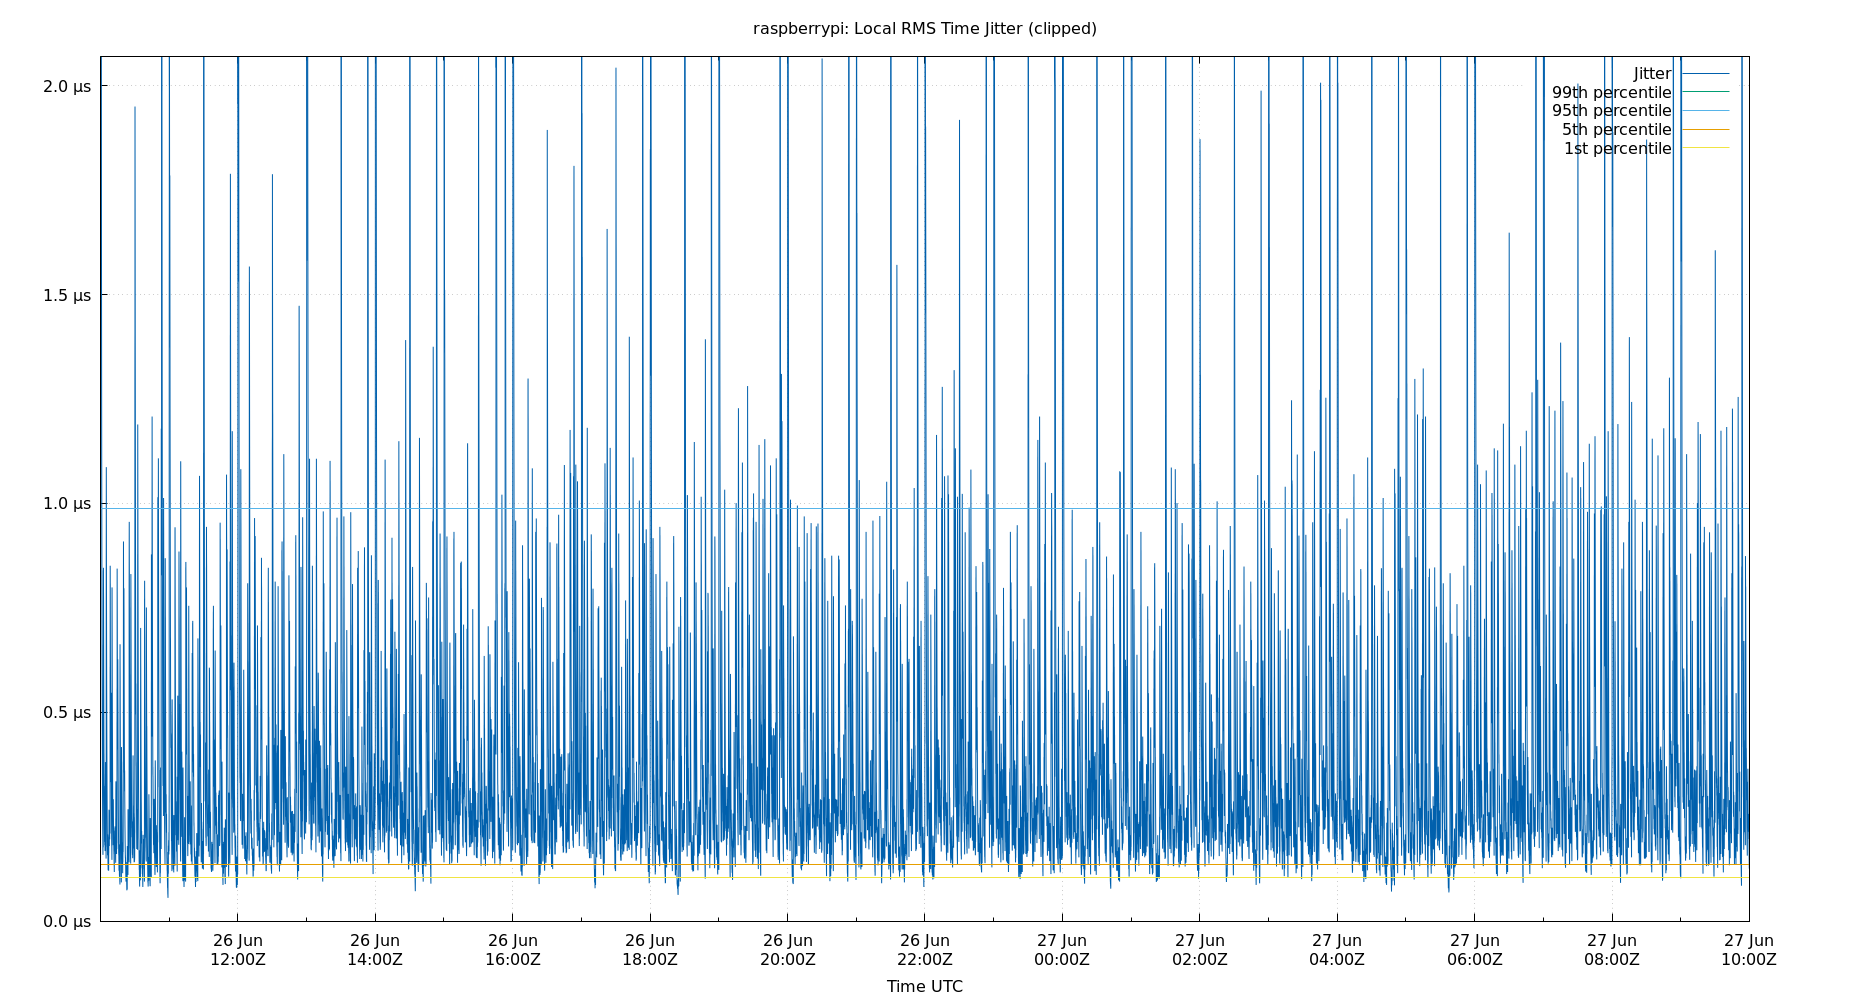 raspberrypi: Local RMS Time Jitter (clipped)
2.0 µs
1.5 µs
1.0 µs
0.5 µs
0.0 µs
Jitter
99th percentile
95th percentile
5th percentile
1st percentile
26 Jun 26 Jun 26 Jun 26 Jun 26 Jun 26 Jun 27 Jun 27 Jun 27 Jun 27 Jun 27 Jun 27 Jun
12:00Z 14:00Z 16:00Z 18:00Z 20:00Z 22:00Z 00:00Z 02:00Z 04:00Z 06:00Z 08:00Z 10:00Z
Time UTC